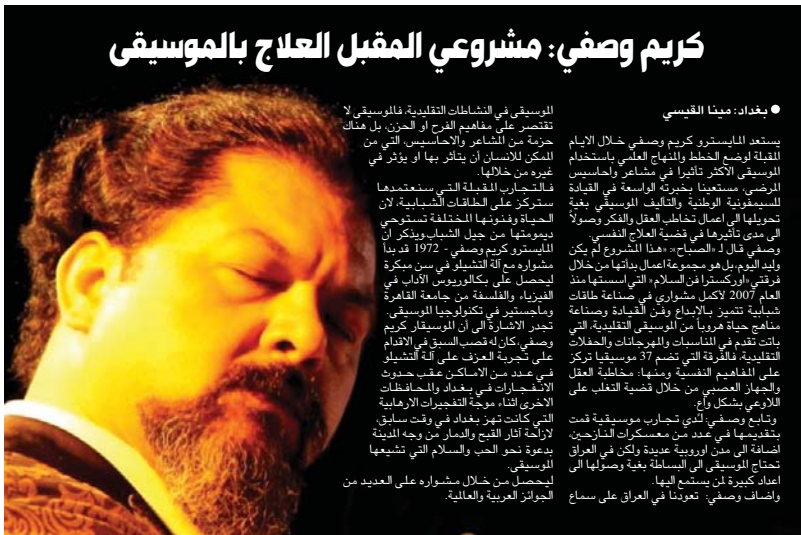 كريم وصفي: مشروعي المقبل العلاج بالموسيقى
● بغداد: مينا القيسي
يستعد المايسترو كريم وصفي خلال الايام
المقبلة لوضع الخطط والمنهاج العلمي باستخدام
الموسيقى الاكثر تأثيرا في مشاعر واحاسيس
المرضى، مستعينا بخبرته الواسعة في القيادة
للسيمفونية الوطنية والتأليف الموسيقي بغية
تحويلها الى اعمال تخاطب العقل والفكر وصولاً
الى مدى تأثيرها في قضية العلاج النفسي.
وصفي قال لـ «الصباح»: «هذا المشروع لم يكن
وليد اليوم، بل هو مجموعة اعمال بدأتها من خلال
فرقتي «اوركسترا فن السلام» التي اسستها منذ
العام 2007 لأكمل مشواري في صناعة طاقات
شبابية تتميز بالإبداع وفن القيادة وصناعة
مناهج حياة هروباً من الموسيقى التقليدية، التي
باتت تقدم في المناسبات والمهرجانات والحفلات
التقليدية، فالفرقة التي تضم 37 موسيقيا تركز
على المفاهيم النفسية ومنها: مخاطبة العقل
والجهاز العصبي من خلال قضية التغلب على
اللاوعي بشكل واعٍ.
وتابع وصفي: لدي تجارب موسيقية قمت
بتقديمها في عدد من معسكرات النازحين،
اضافة الى مدن اوروبية عديدة ولكن في العراق
تحتاج الموسيقى الى البساطة بغية وصولها الى
اعداد كبيرة لمن يستمع اليها.
واضاف وصفي: تعودنا في العراق على سماع
الموسيقى في النشاطات التقليدية، فالموسيقى لا
تقتصر على مفاهيم الفرح او الحزن، بل هناك
حزمة من المشاعر والاحاسيس، التي من
الممكن للانسان أن يتأثر بها او يؤثر في
غيره من خلالها.
فالتجارب المقبلة التي سنعتمدها
ستركز على الطاقات الشبابية، لان
الحياة وفنونها المختلفة تستوحي
ديمومتها من جيل الشباب.ويذكر ان
المايسترو كريم وصفي - 1972 قد بدأ
مشواره مع آلة التشيلو في سن مبكرة
ليحصل على بكالوريوس الآداب في
الفيزياء والفلسفة من جامعة القاهرة
وماجستير في تكنولوجيا الموسيقى.
تجدر الاشارة الى أن الموسيقار كريم
وصفي، كان له قصب السبق في الاقدام
على تجربة العزف على آلة التشيلو
في عدد من الاماكن عقب حدوث
الانفجارات في بغداد والمحافظات
الاخرى اثناء موجة التفجيرات الارهابية
التي كانت تهز بغداد في وقت سابق،
لازاحة آثار القبح والدمار من وجه المدينة
بدعوة نحو الحب والسلام التي تشيعها
الموسيقى.
ليحصل من خلال مشواره على العديد من
الجوائز العربية والعالمية.